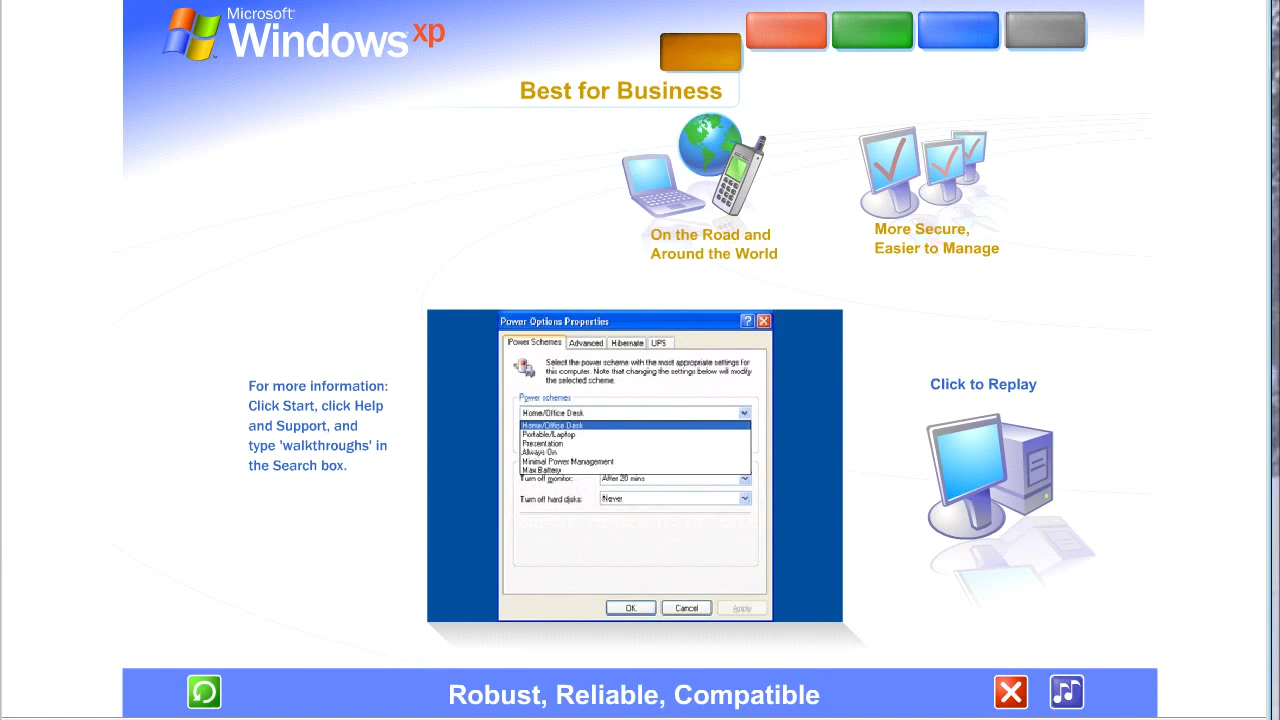 Microsoft®
Windows xp
Best for Business
On the Road and
Around the World
More Secure,
Easier to Manage
Power Options Properties
Power Schemes Advanced Hibernate UPS
Select the power scheme with the most appropriate settings for
this computer. Note that changing the settings below will modify
the selected scheme.
Power schemes
Home/Office Desk
Home/Office Desk
Portable/Laptop
Presentation
Always On
Minimal Power Management
Max Battery
Turn off monitor: After 20 mins
Turn off hard disks: Never
OK Cancel Apply
For more information:
Click Start, click Help
and Support, and
type 'walkthroughs' in
the Search box.
Click to Replay
Robust, Reliable, Compatible